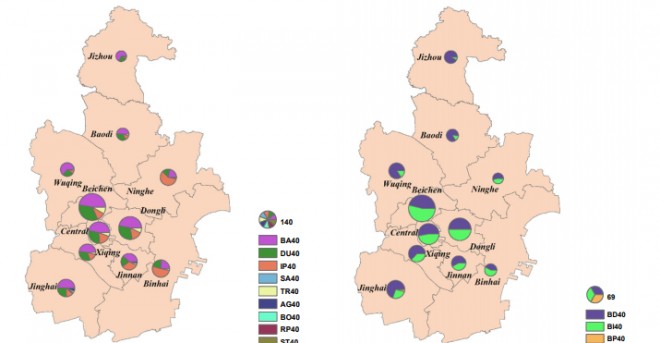 Jizhou
Baodi
Wuqing
Beichen
Ninghe
Dongli
Central
Xiqing
Jinnan
Binhai
Jinghai
140
BA40
DU40
IP40
SA40
TR40
AG40
BO40
RP40
ST40
Jizhou
Baodi
Wuqing
Beichen
Ninghe
Central
Dongli
Xiqing
Jinnan
Binhai
Jinghai
69
BD40
BI40
BP40